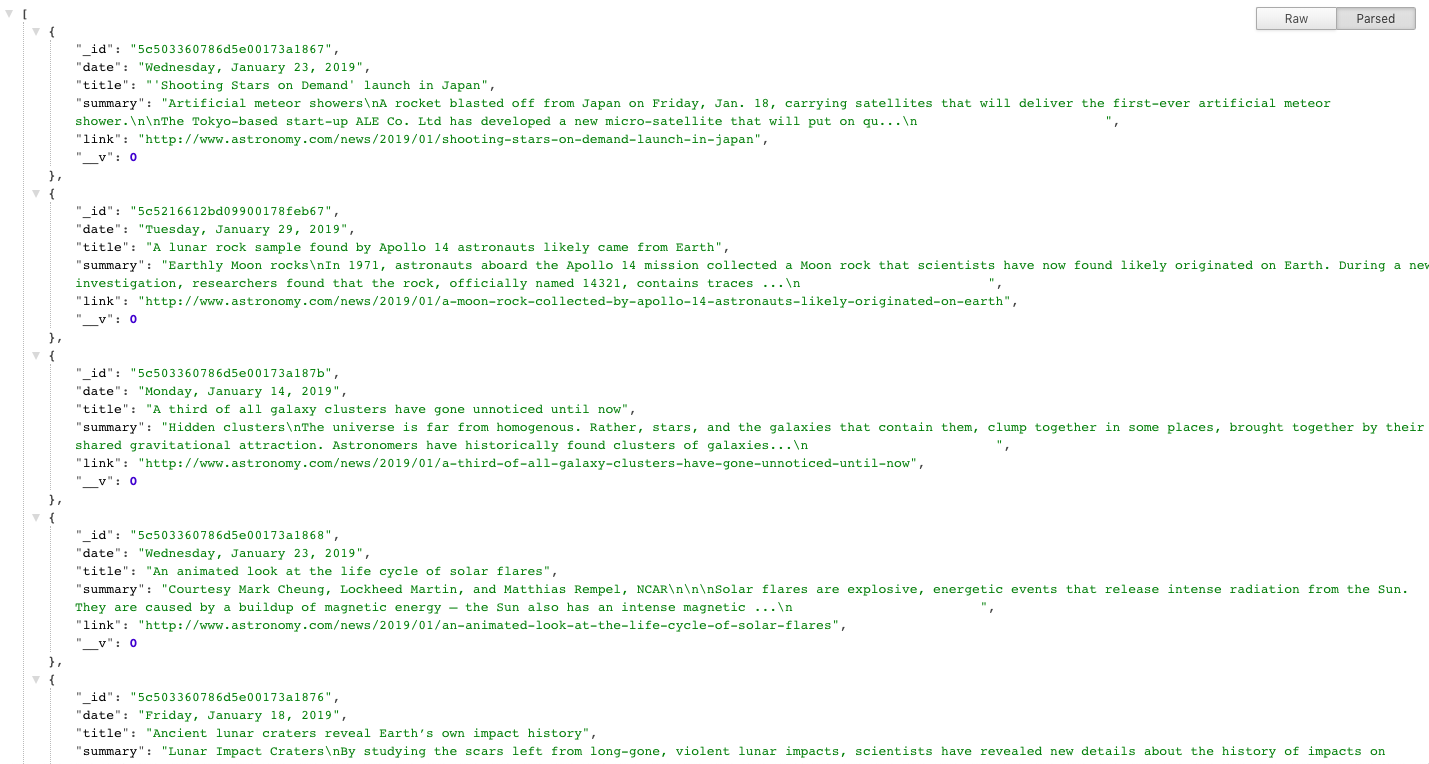 [
Raw Parsed
{
"_id": "5c503360786d5e00173a1867",
"date": "Wednesday, January 23, 2019",
"title": "'Shooting Stars on Demand' launch in Japan",
"summary": "Artificial meteor showers\nA rocket blasted off from Japan on Friday, Jan. 18, carrying satellites that will deliver the first-ever artificial meteor
shower.\n\nThe Tokyo-based start-up ALE Co. Ltd has developed a new micro-satellite that will put on qu...\n                         ",
"link": "http://www.astronomy.com/news/2019/01/shooting-stars-on-demand-launch-in-japan",
"__v": 0
},
{
"_id": "5c5216612bd09900178feb67",
"date": "Tuesday, January 29, 2019",
"title": "A lunar rock sample found by Apollo 14 astronauts likely came from Earth",
"summary": "Earthly Moon rocks\nIn 1971, astronauts aboard the Apollo 14 mission collected a Moon rock that scientists have now found likely originated on Earth. During a new
investigation, researchers found that the rock, officially named 14321, contains traces ...\n                         ",
"link": "http://www.astronomy.com/news/2019/01/a-moon-rock-collected-by-apollo-14-astronauts-likely-originated-on-earth",
"__v": 0
},
{
"_id": "5c503360786d5e00173a187b",
"date": "Monday, January 14, 2019",
"title": "A third of all galaxy clusters have gone unnoticed until now",
"summary": "Hidden clusters\nThe universe is far from homogenous. Rather, stars, and the galaxies that contain them, clump together in some places, brought together by their
shared gravitational attraction. Astronomers have historically found clusters of galaxies...\n                         ",
"link": "http://www.astronomy.com/news/2019/01/a-third-of-all-galaxy-clusters-have-gone-unnoticed-until-now",
"__v": 0
},
{
"_id": "5c503360786d5e00173a1868",
"date": "Wednesday, January 23, 2019",
"title": "An animated look at the life cycle of solar flares",
"summary": "Courtesy Mark Cheung, Lockheed Martin, and Matthias Rempel, NCAR\n\n\nSolar flares are explosive, energetic events that release intense radiation from the Sun.
They are caused by a buildup of magnetic energy — the Sun also has an intense magnetic ...\n                         ",
"link": "http://www.astronomy.com/news/2019/01/an-animated-look-at-the-life-cycle-of-solar-flares",
"__v": 0
},
{
"_id": "5c503360786d5e00173a1876",
"date": "Friday, January 18, 2019",
"title": "Ancient lunar craters reveal Earth’s own impact history",
"summary": "Lunar Impact Craters\nBy studying the scars left from long-gone, violent lunar impacts, scientists have revealed new details about the history of impacts on